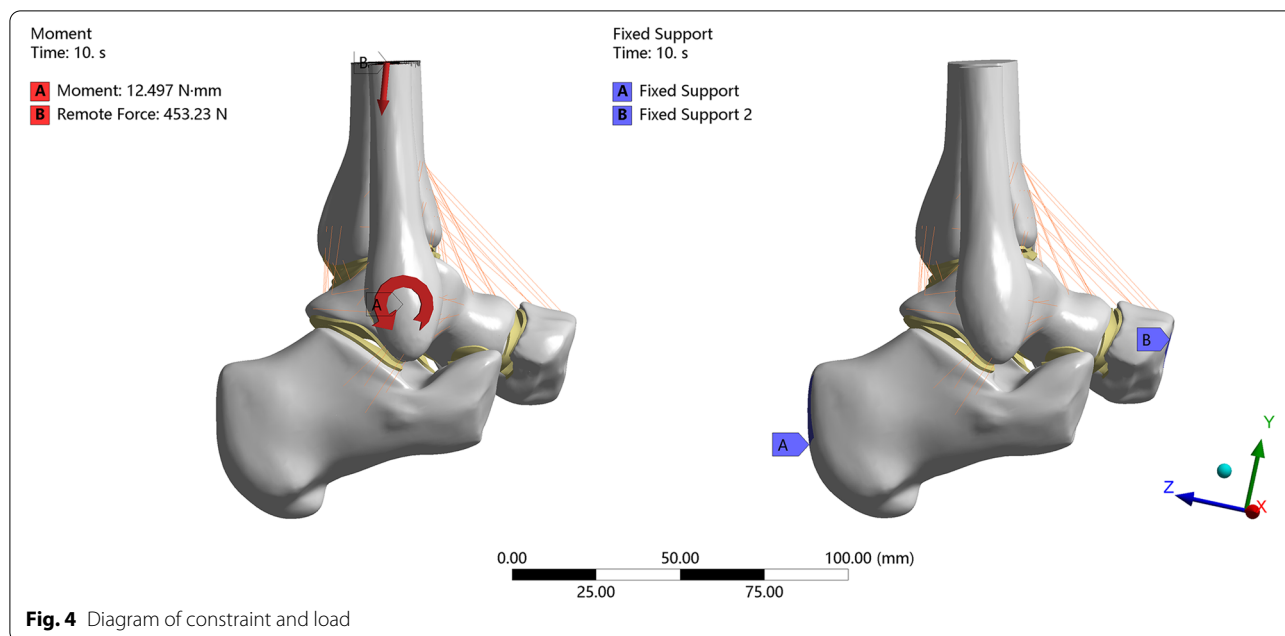 Moment
Time: 10. s
A Moment: 12.497 N·mm
B Remote Force: 453.23 N
B
A
Fixed Support
Time: 10. s
A Fixed Support
B Fixed Support 2
B
A
Y
Z
X
0.00 50.00 100.00 (mm)
25.00 75.00
Fig. 4 Diagram of constraint and load